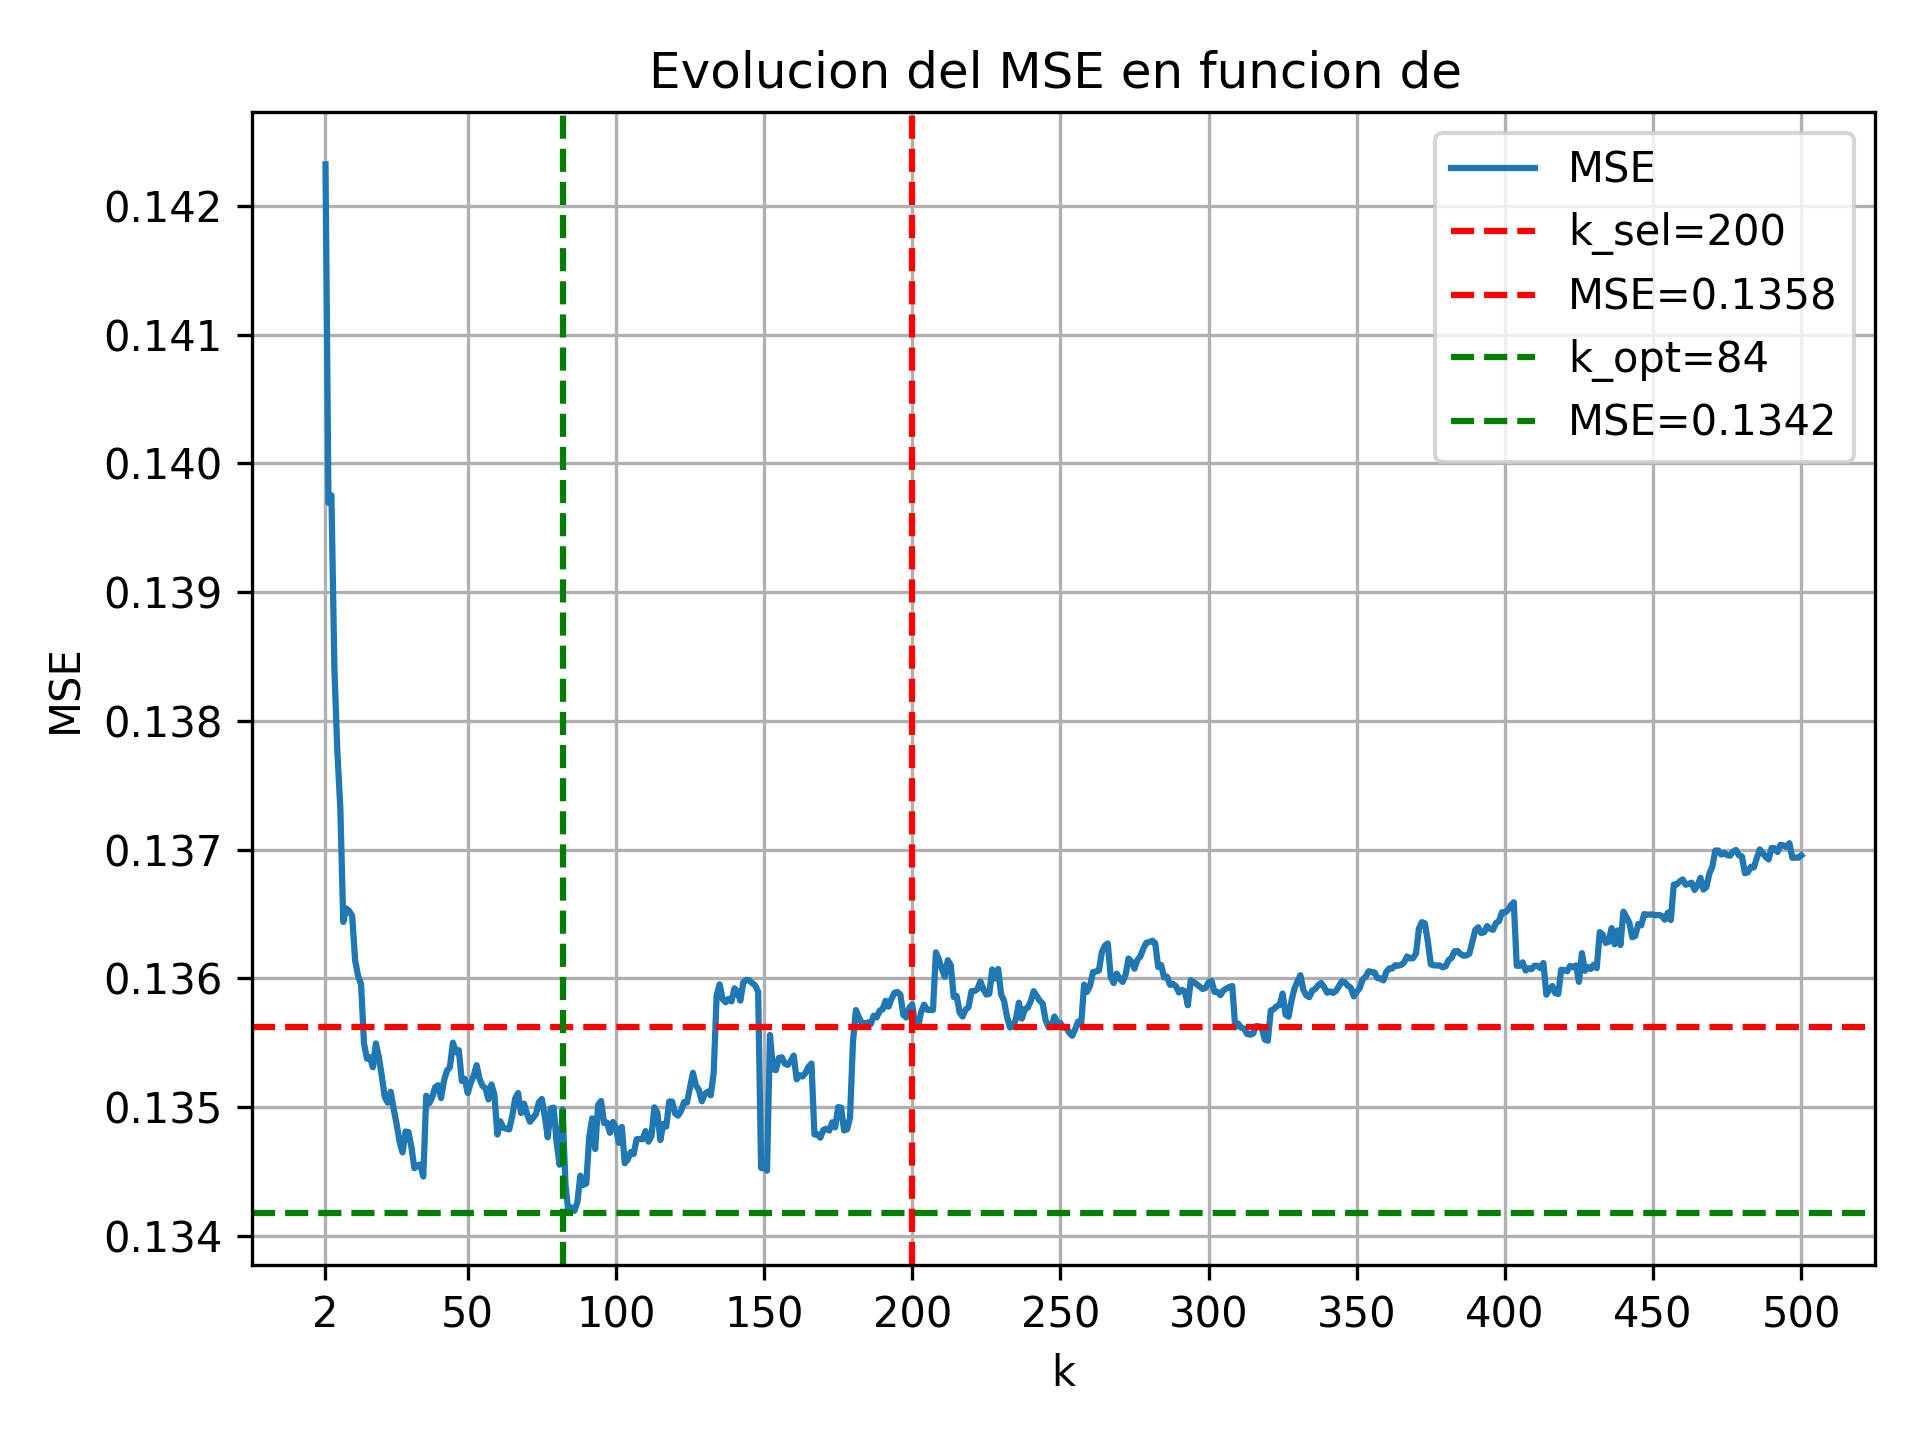 Evolucion del MSE en funcion de
MSE
k_sel=200
MSE=0.1358
k_opt=84
MSE=0.1342
0.142
0.141
0.140
0.139
0.138
0.137
0.136
0.135
0.134
MSE
2 50 100 150 200 250 300 350 400 450 500
k